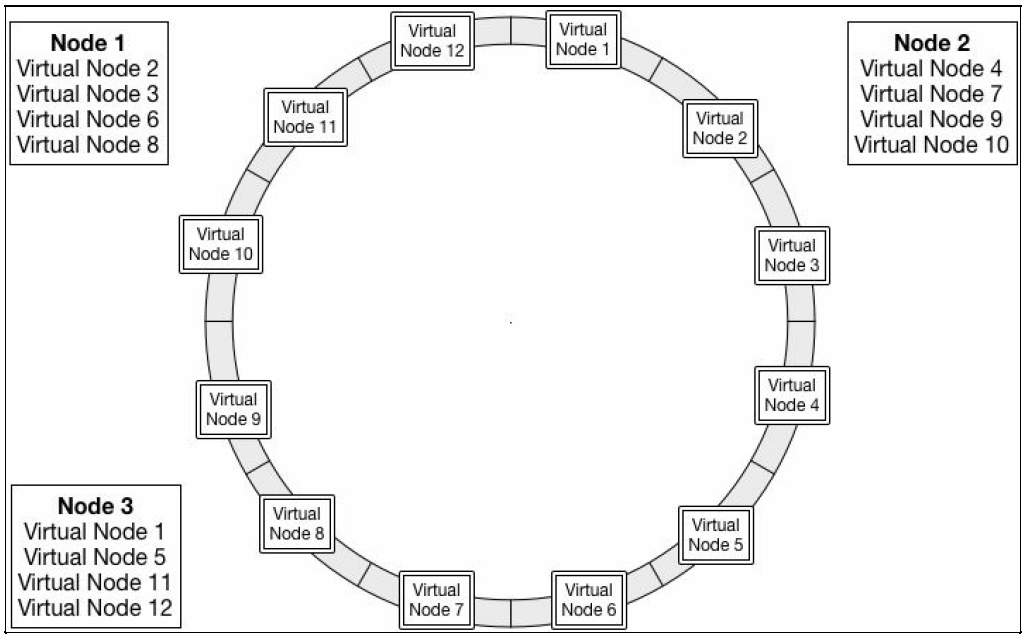 Node 1
Virtual Node 2
Virtual Node 3
Virtual Node 6
Virtual Node 8
Node 2
Virtual Node 4
Virtual Node 7
Virtual Node 9
Virtual Node 10
Node 3
Virtual Node 1
Virtual Node 5
Virtual Node 11
Virtual Node 12
Virtual
Node 1
Virtual
Node 2
Virtual
Node 3
Virtual
Node 4
Virtual
Node 5
Virtual
Node 6
Virtual
Node 7
Virtual
Node 8
Virtual
Node 9
Virtual
Node 10
Virtual
Node 11
Virtual
Node 12